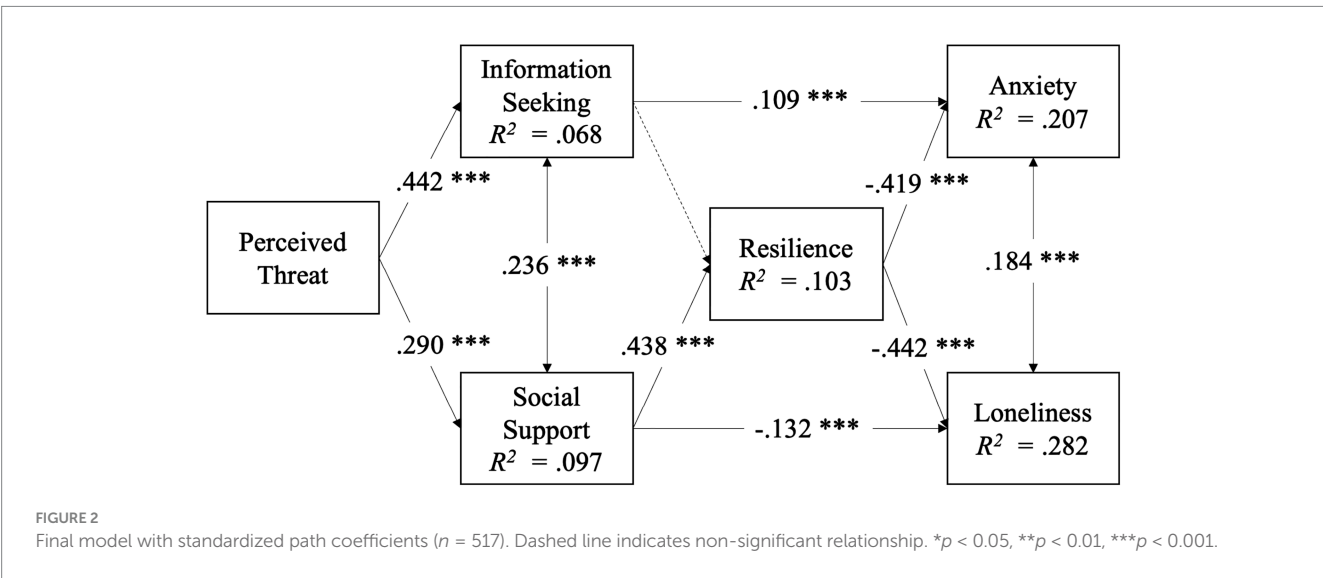 Information
Seeking
R² = .068
Anxiety
R² = .207
.109 ***
.442 ***
-.419 ***
Perceived
Threat
.236 ***
Resilience
R² = .103
.184 ***
.290 ***
.438 ***
-.442 ***
Social
Support
R² = .097
-.132 ***
Loneliness
R² = .282
FIGURE 2
Final model with standardized path coefficients (n = 517). Dashed line indicates non-significant relationship. *p < 0.05, **p < 0.01, ***p < 0.001.